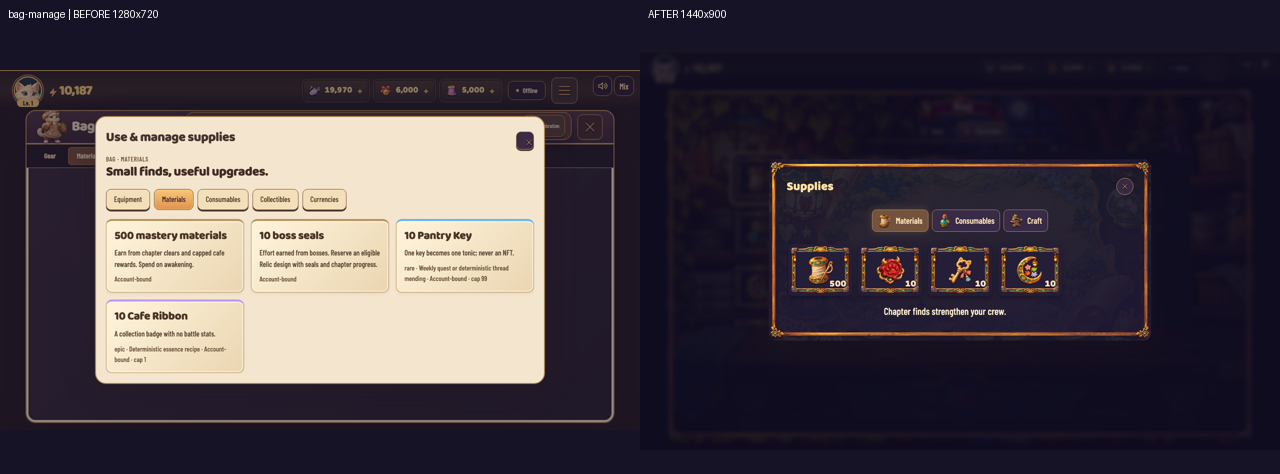 bag-manage | BEFORE 1280x720
AFTER 1440x900
Lv. 1
10,187
19,970 +
6,000 +
5,000 +
Offline
Mix
Bag
Gear
Use & manage supplies
BAG · MATERIALS
Small finds, useful upgrades.
Equipment
Materials
Consumables
Collectibles
Currencies
500 mastery materials
Earn from chapter clears and capped cafe
rewards. Spend on awakening.
Account-bound
10 boss seals
Effort earned from bosses. Reserve an eligible
Relic design with seals and chapter progress.
Account-bound
10 Pantry Key
One key becomes one tonic; never an NFT.
rare · Weekly quest or deterministic thread
mending · Account-bound · cap 99
10 Cafe Ribbon
A collection badge with no battle stats.
epic · Deterministic essence recipe · Account-
bound · cap 1
Supplies
Materials
Consumables
Craft
500
10
10
10
Chapter finds strengthen your crew.